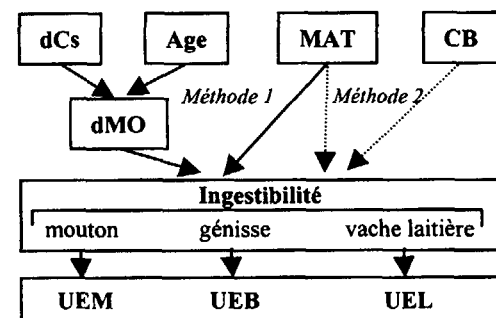 dCs Age MAT CB
Méthode 1 Méthode 2
dMO
Ingestibilité
mouton génisse vache laitière
UEM UEB UEL